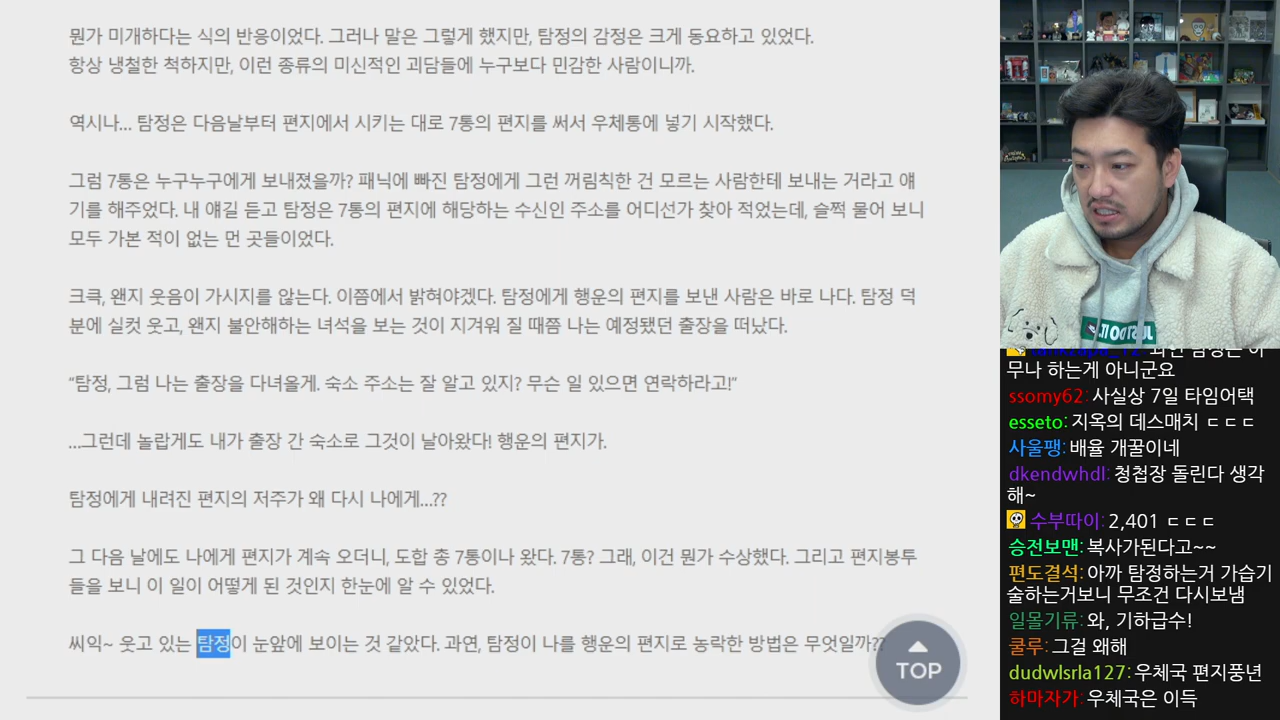 뭔가 미개하다는 식의 반응이었다. 그러나 말은 그렇게 했지만, 탐정의 감정은 크게 동요하고 있었다.
항상 냉철한 척하지만, 이런 종류의 미신적인 괴담들에 누구보다 민감한 사람이니까.
역시나... 탐정은 다음날부터 편지에서 시키는 대로 7통의 편지를 써서 우체통에 넣기 시작했다.
그럼 7통은 누구누구에게 보내졌을까? 패닉에 빠진 탐정에게 그런 꺼림칙한 건 모르는 사람한테 보내는 거라고 얘
기를 해주었다. 내 얘길 듣고 탐정은 7통의 편지에 해당하는 수신인 주소를 어디선가 찾아 적었는데, 슬쩍 물어 보니
모두 가본 적이 없는 먼 곳들이었다.
크큭, 왠지 웃음이 가시지를 않는다. 이쯤에서 밝혀야겠다. 탐정에게 행운의 편지를 보낸 사람은 바로 나다. 탐정 덕
분에 실컷 웃고, 왠지 불안해하는 녀석을 보는 것이 지겨워 질 때쯤 나는 예정됐던 출장을 떠났다.
“탐정, 그럼 나는 출장을 다녀올게. 숙소 주소는 잘 알고 있지? 무슨 일 있으면 연락하라고!”
...그런데 놀랍게도 내가 출장 간 숙소로 그것이 날아왔다! 행운의 편지가.
탐정에게 내려진 편지의 저주가 왜 다시 나에게...??
그 다음 날에도 나에게 편지가 계속 오더니, 도합 총 7통이나 왔다. 7통? 그래, 이건 뭔가 수상했다. 그리고 편지봉투
들을 보니 이 일이 어떻게 된 것인지 한눈에 알 수 있었다.
씨익~ 웃고 있는 탐정이 눈앞에 보이는 것 같았다. 과연, 탐정이 나를 행운의 편지로 농락한 방법은 무엇일까??
TOP
무나 하는게 아니군요
ssomy62: 사실상 7일 타임어택
esseto: 지옥의 데스매치 ㄷㄷㄷ
사울팽: 배율 개꿀이네
dkendwhdl: 청첩장 돌린다 생각
해~
수부따이: 2,401 ㄷㄷㄷ
승전보맨: 복사가된다고~~
편도결석: 아까 탐정하는거 가습기
술하는거보니 무조건 다시보냄
일몰기류: 와, 기하급수!
쿨루: 그걸 왜해
dudwlsrla127: 우체국 편지풍년
하마자가: 우체국은 이득